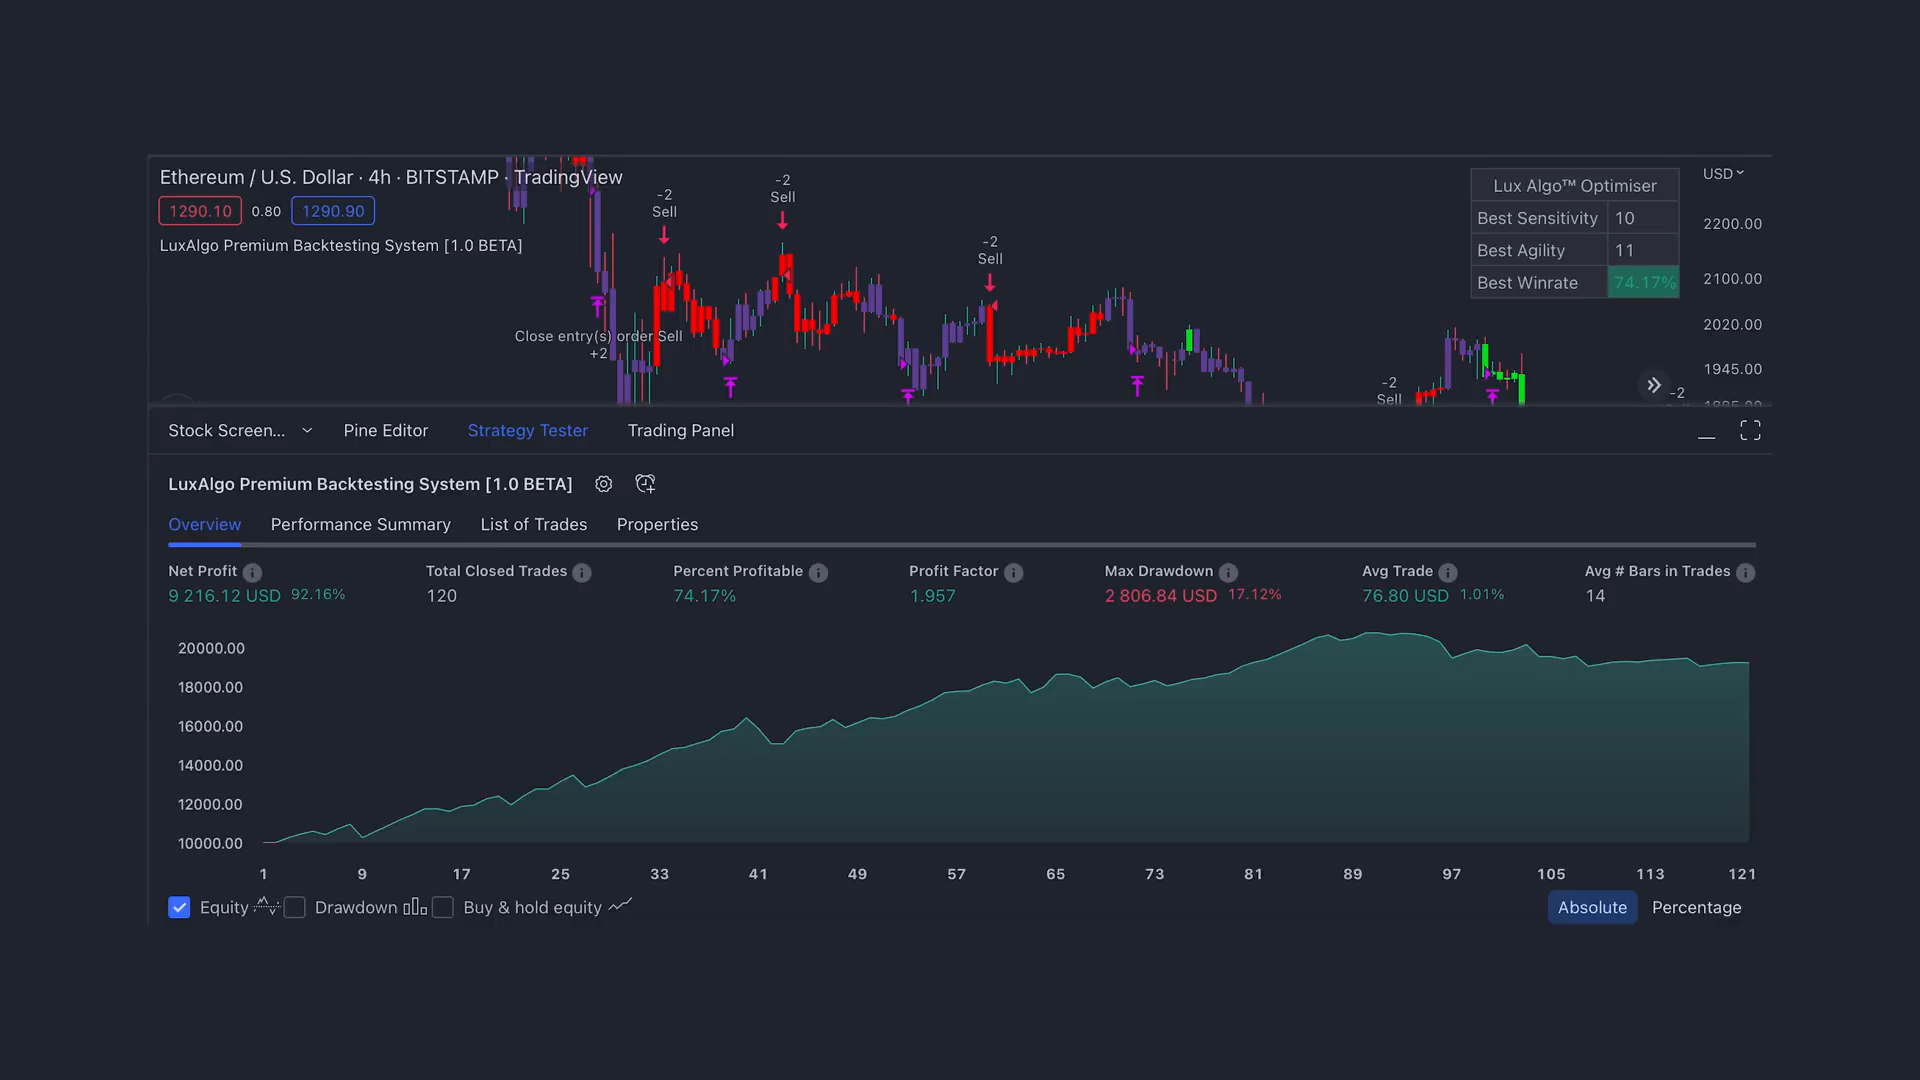 Ethereum / U.S. Dollar · 4h · BITSTAMP · TradingView
1290.10 0.80 1290.90
LuxAlgo Premium Backtesting System [1.0 BETA]
-2
Sell
-2
Sell
-2
Sell
Close entry(s) order Sell
+2
-2
Sell
-2
Lux Algo™ Optimiser
Best Sensitivity 10
Best Agility 11
Best Winrate 74.17%
USD
2200.00
2100.00
2020.00
1945.00
1885.00
Stock Screen... Pine Editor Strategy Tester Trading Panel
LuxAlgo Premium Backtesting System [1.0 BETA]
Overview Performance Summary List of Trades Properties
Net Profit Total Closed Trades Percent Profitable Profit Factor Max Drawdown Avg Trade Avg # Bars in Trades
9 216.12 USD 92.16% 120 74.17% 1.957 2 806.84 USD 17.12% 76.80 USD 1.01% 14
20000.00
18000.00
16000.00
14000.00
12000.00
10000.00
1 9 17 25 33 41 49 57 65 73 81 89 97 105 113 121
Equity Drawdown Buy & hold equity Absolute Percentage